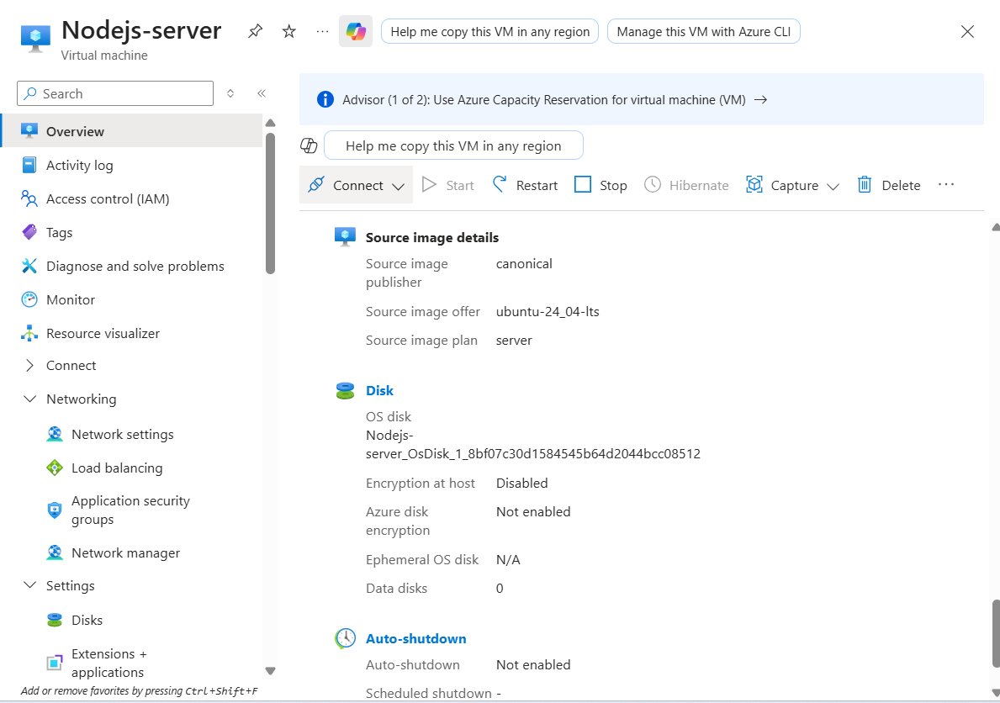 Nodejs-server
Virtual machine
Help me copy this VM in any region
Manage this VM with Azure CLI
Search
Overview
Activity log
Access control (IAM)
Tags
Diagnose and solve problems
Monitor
Resource visualizer
Connect
Networking
Network settings
Load balancing
Application security
groups
Network manager
Settings
Disks
Extensions +
applications
Add or remove favorites by pressing Ctrl+Shift+F
Advisor (1 of 2): Use Azure Capacity Reservation for virtual machine (VM) →
Help me copy this VM in any region
Connect Start Restart Stop Hibernate Capture Delete ...
Source image details
Source image
publisher
canonical
Source image offer ubuntu-24_04-lts
Source image plan server
Disk
OS disk
Nodejs-
server_OsDisk_1_8bf07c30d1584545b64d2044bcc08512
Encryption at host Disabled
Azure disk
encryption
Not enabled
Ephemeral OS disk N/A
Data disks 0
Auto-shutdown
Auto-shutdown Not enabled
Scheduled shutdown -